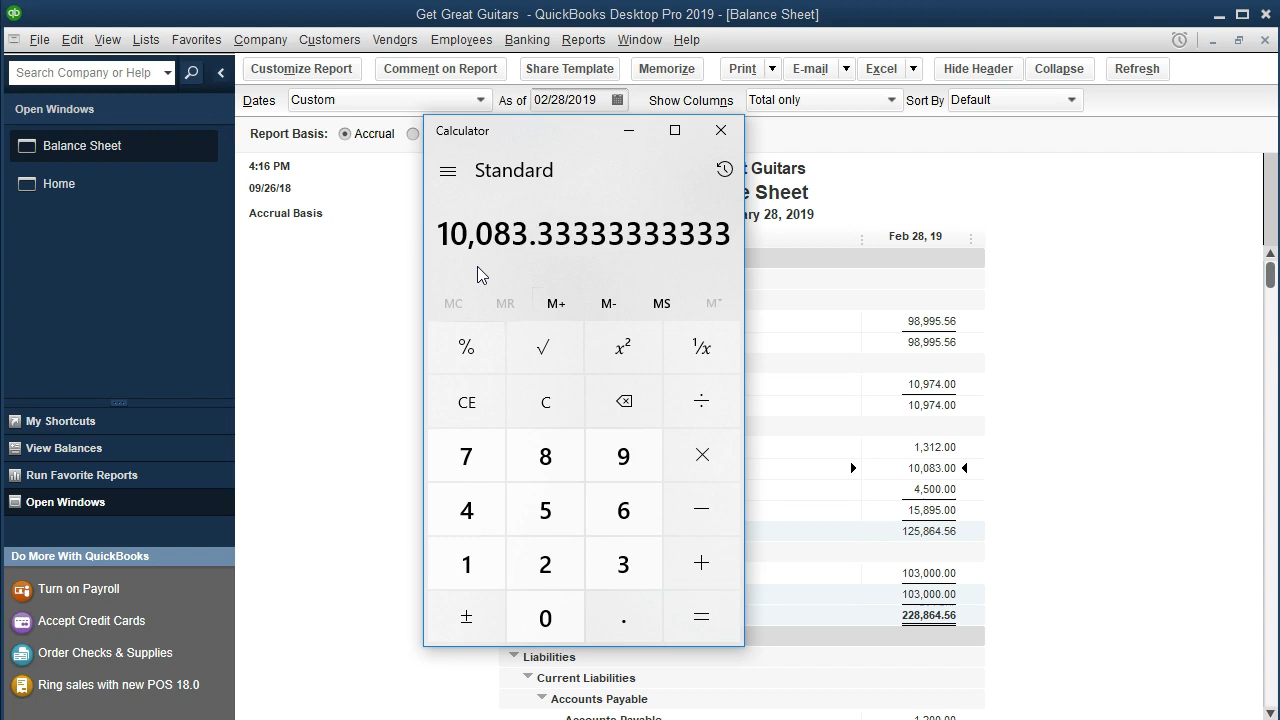 Get Great Guitars - QuickBooks Desktop Pro 2019 - [Balance Sheet]
File Edit View Lists Favorites Company Customers Vendors Employees Banking Reports Window Help
Search Company or Help
Customize Report Comment on Report Share Template Memorize Print E-mail Excel Hide Header Collapse Refresh
Dates Custom As of 02/28/2019 Show Columns Total only Sort By Default
Open Windows
Balance Sheet
Home
My Shortcuts
View Balances
Run Favorite Reports
Open Windows
Do More With QuickBooks
Turn on Payroll
Accept Credit Cards
Order Checks & Supplies
Ring sales with new POS 18.0
Report Basis: Accrual
4:16 PM
09/26/18
Accrual Basis
Calculator
Standard
10,083.33333333333
MC MR M+ M- MS M˅
% √ x² ¹/x
CE C ÷
7 8 9 ×
4 5 6 −
1 2 3 +
± 0 . =
t Guitars
e Sheet
ry 28, 2019
Feb 28, 19
98,995.56
98,995.56
10,974.00
10,974.00
1,312.00
10,083.00
4,500.00
15,895.00
125,864.56
103,000.00
103,000.00
228,864.56
Liabilities
Current Liabilities
Accounts Payable
Accounts Payable 1,200.00